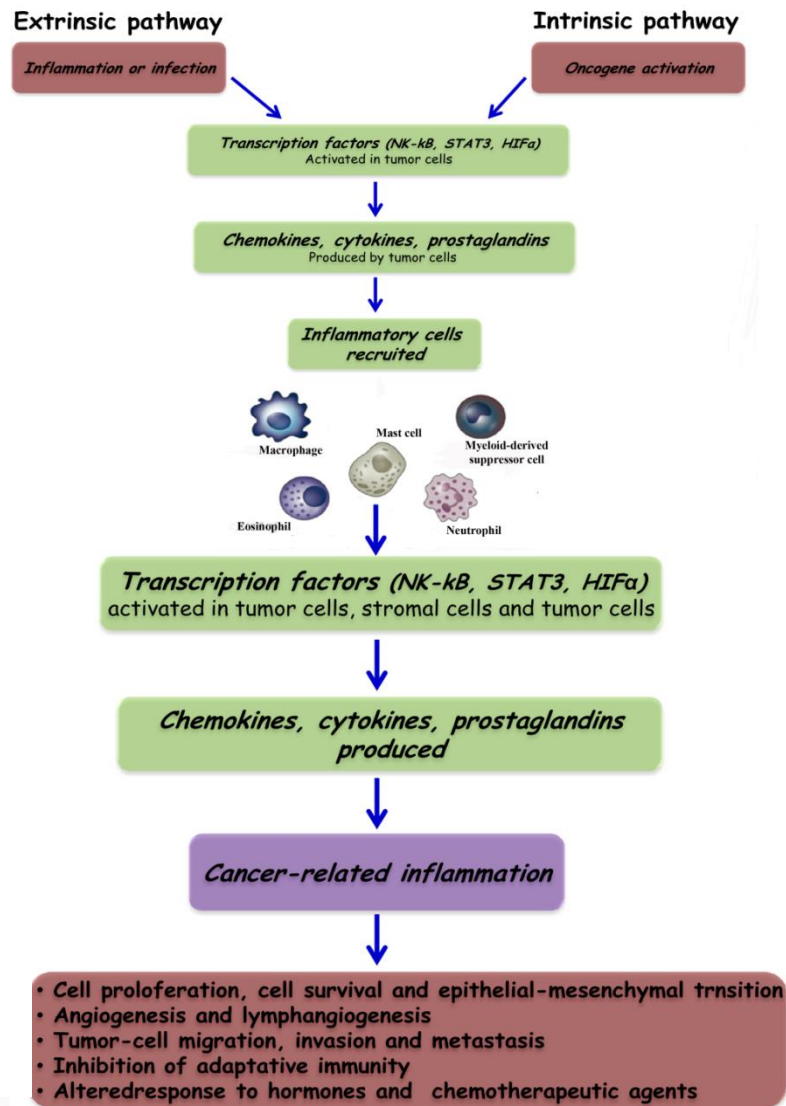 Extrinsic pathway
Intrinsic pathway
Inflammation or infection
Oncogene activation
Transcription factors (NK-kB, STAT3, HIFα)
Activated in tumor cells
Chemokines, cytokines, prostaglandins
Produced by tumor cells
Inflammatory cells
recruited
Macrophage
Mast cell
Myeloid-derived
suppressor cell
Eosinophil
Neutrophil
Transcription factors (NK-kB, STAT3, HIFα)
activated in tumor cells, stromal cells and tumor cells
Chemokines, cytokines, prostaglandins
produced
Cancer-related inflammation
• Cell proloferation, cell survival and epithelial-mesenchymal trnsition
• Angiogenesis and lymphangiogenesis
• Tumor-cell migration, invasion and metastasis
• Inhibition of adaptative immunity
• Alteredresponse to hormones and chemotherapeutic agents